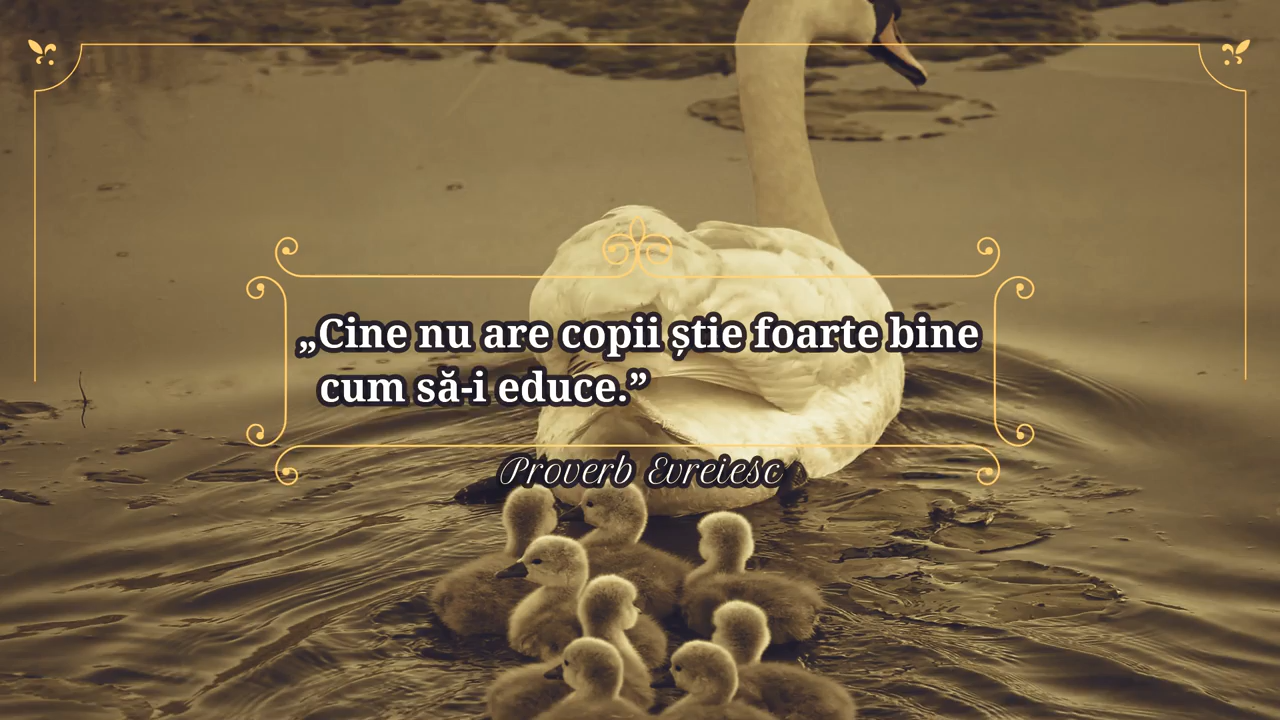 „Cine nu are copii știe foarte bine
cum să-i educe.”
Proverb Evreiesc